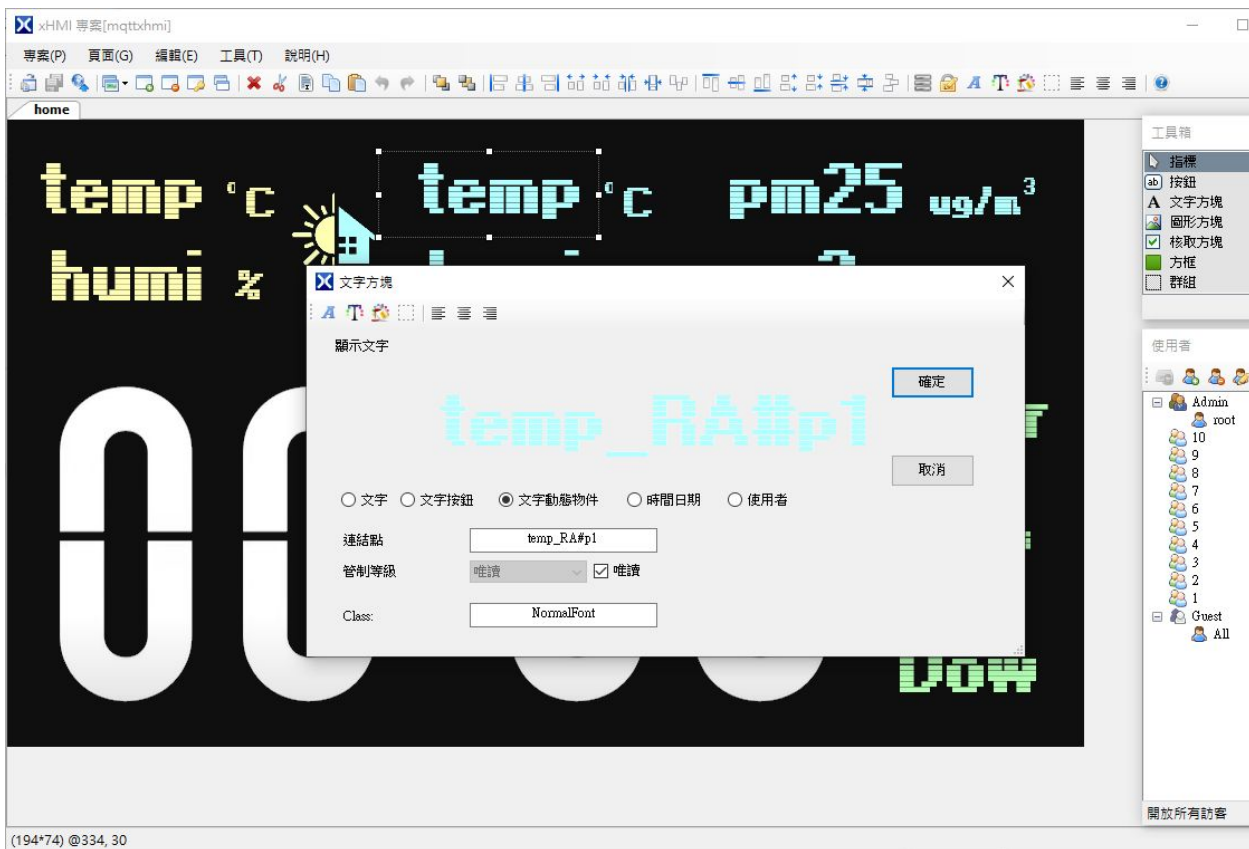 xHMI 專案[mqttxhmi]
專案(P) 頁面(G) 編輯(E) 工具(T) 說明(H)
home
temp °C temp °C pm25 ug/m³
humi %
工具箱
指標
按鈕
文字方塊
圖形方塊
核取方塊
方框
群組
文字方塊
顯示文字
temp_RA#p1
確定
取消
文字 文字按鈕 文字動態物件 時間日期 使用者
連結點 temp_RA#p1
管制等級 唯讀 唯讀
Class: NormalFont
00
Dow
使用者
Admin
root
10
9
8
7
6
5
4
3
2
1
Guest
All
開放所有訪客
(194*74) @334, 30